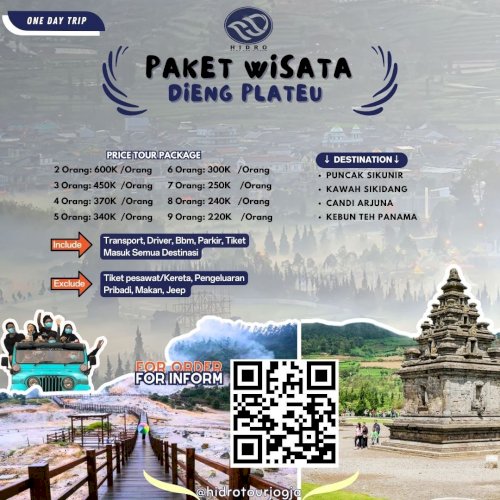 ONE DAY TRIP
HIDRO
PAKET WiSATA
DiENG PLATEU
PRICE TOUR PACKAGE
2 Orang: 600K /Orang
3 Orang: 450K /Orang
4 Orang: 370K /Orang
5 Orang: 340K /Orang
6 Orang: 300K /Orang
7 Orang: 250K /Orang
8 Orang: 240K /Orang
9 Orang: 220K /Orang
↓ DESTINATION↓
• PUNCAK SIKUNIR
• KAWAH SIKIDANG
• CANDI ARJUNA
• KEBUN TEH PANAMA
Include
Transport, Driver, Bbm, Parkir, Tiket
Masuk Semua Destinasi
Exclude
Tiket pesawat/Kereta, Pengeluaran
Pribadi, Makan, Jeep
FOR ORDER
FOR INFORM
@hidrotourjogja